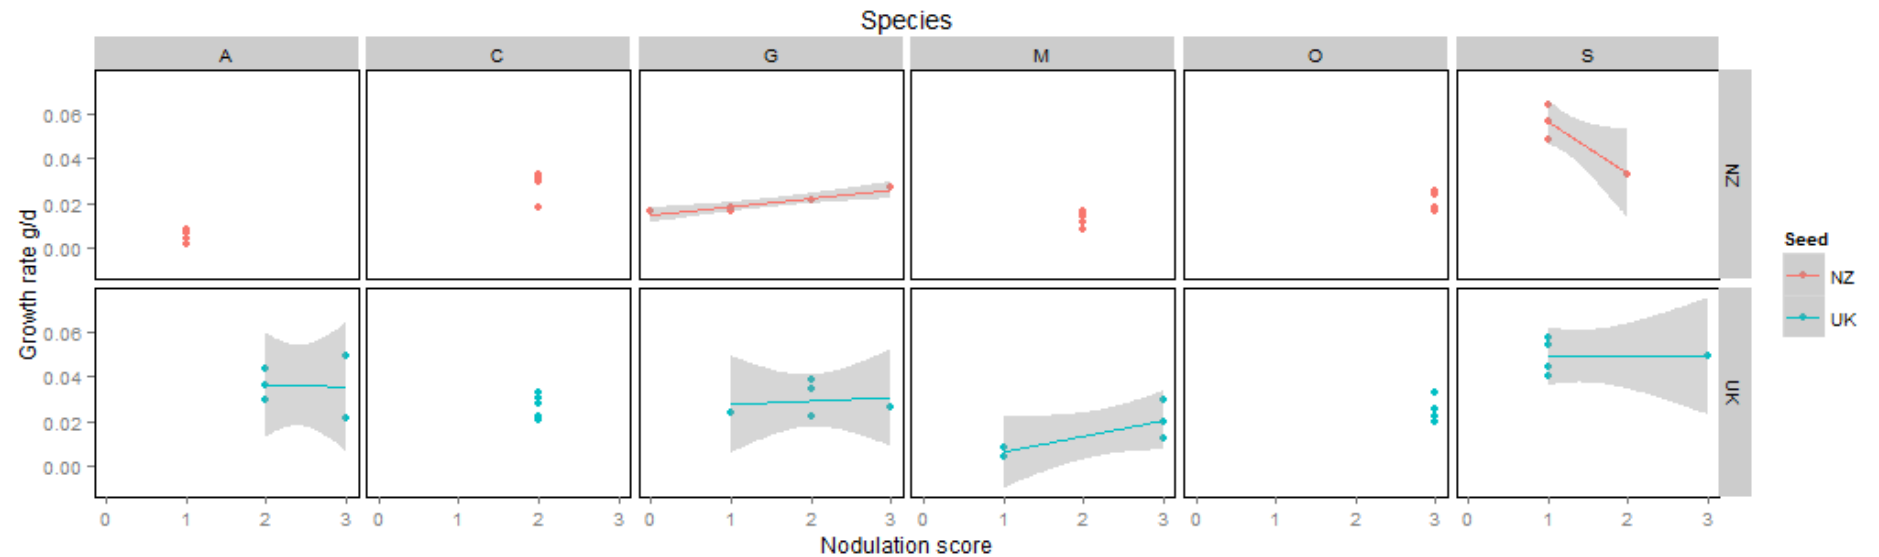 Species
A C G M O S
0.06
0.04
0.02
0.00
NZ
0.06
0.04
0.02
0.00
UK
Growth rate g/d
0 1 2 3 0 1 2 3 0 1 2 3 0 1 2 3 0 1 2 3 0 1 2 3
Nodulation score
Seed
NZ
UK